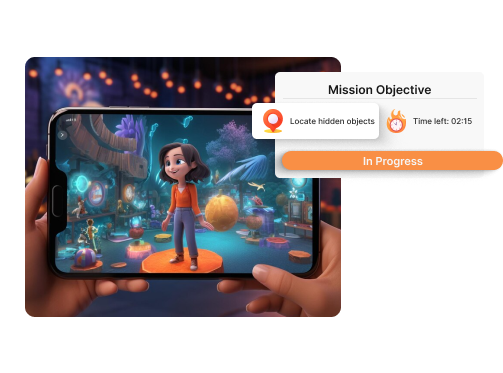 Mission Objective
Locate hidden objects
Time left: 02:15
In Progress